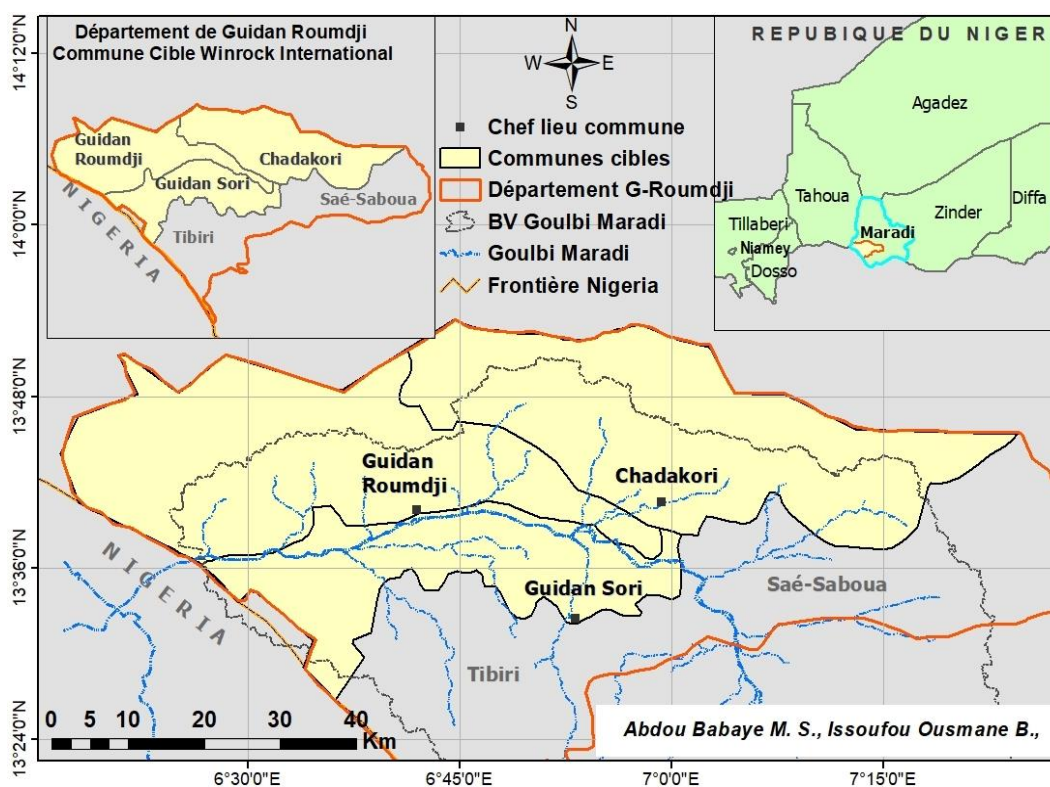 Département de Guidan Roumdji
Commune Cible Winrock International
Guidan
Roumdji
Chadakori
Guidan Sori
Saé-Saboua
Tibiri
NIGERIA
N
W
E
S
Chef lieu commune
Communes cibles
Département G-Roumdji
BV Goulbi Maradi
Goulbi Maradi
Frontière Nigeria
REPUBIQUE DU NIGER
Agadez
Tahoua
Diffa
Zinder
Tillaberi
Maradi
Niamey
Dosso
14°12'0"N
14°0'0"N
13°48'0"N
13°36'0"N
13°24'0"N
Guidan
Roumdji
Chadakori
Guidan Sori
Saé-Saboua
NIGERIA
Tibiri
0 5 10 20 30 40
Km
Abdou Babaye M. S., Issoufou Ousmane B.,
6°30'0"E
6°45'0"E
7°0'0"E
7°15'0"E